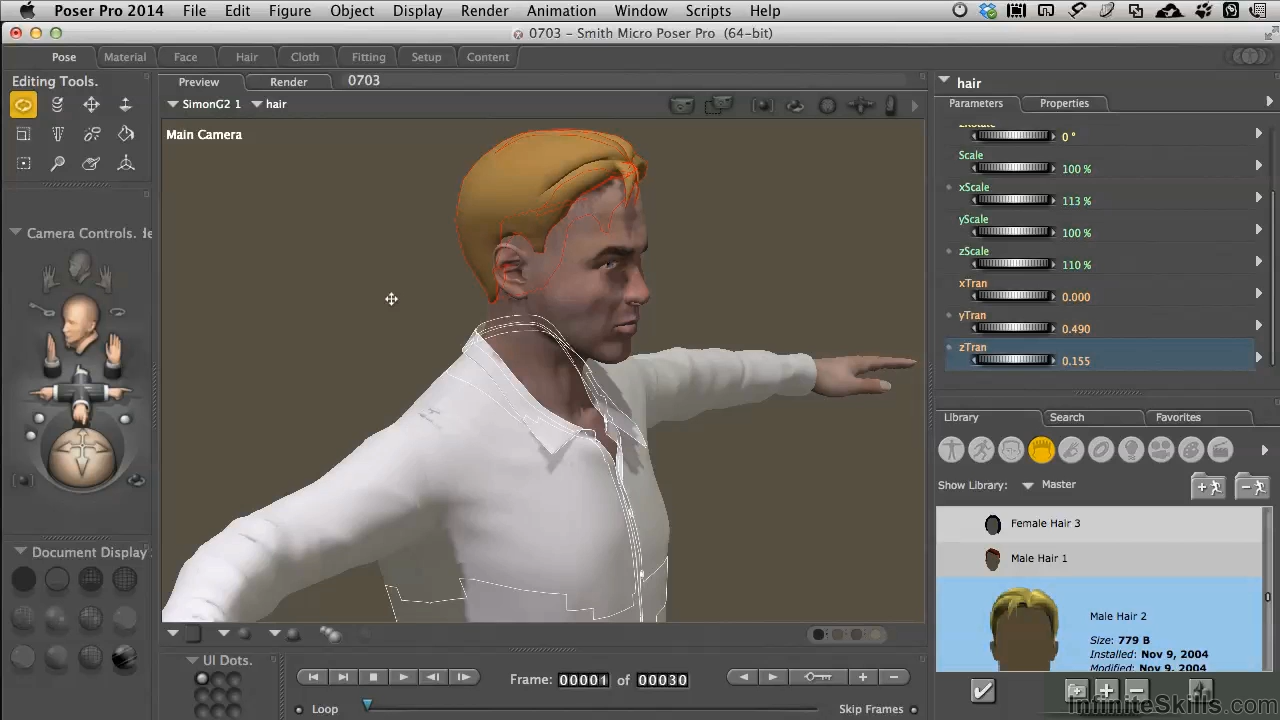 Poser Pro 2014 File Edit Figure Object Display Render Animation Window Scripts Help
0703 - Smith Micro Poser Pro (64-bit)
Pose Material Face Hair Cloth Fitting Setup Content
Editing Tools.
Preview Render 0703
SimonG2 1 hair
Main Camera
Camera Controls.
Document Display
UI Dots.
Loop
Frame: 00001 of 00030
Skip Frames
hair
Parameters Properties
0 °
Scale
100 %
xScale
113 %
yScale
100 %
zScale
110 %
xTran
0.000
yTran
0.490
zTran
0.155
Library Search Favorites
Show Library: Master
Female Hair 3
Male Hair 1
Male Hair 2
Size: 779 B
Installed: Nov 9, 2004
Modified: Nov 9, 2004
InfiniteSkills.com